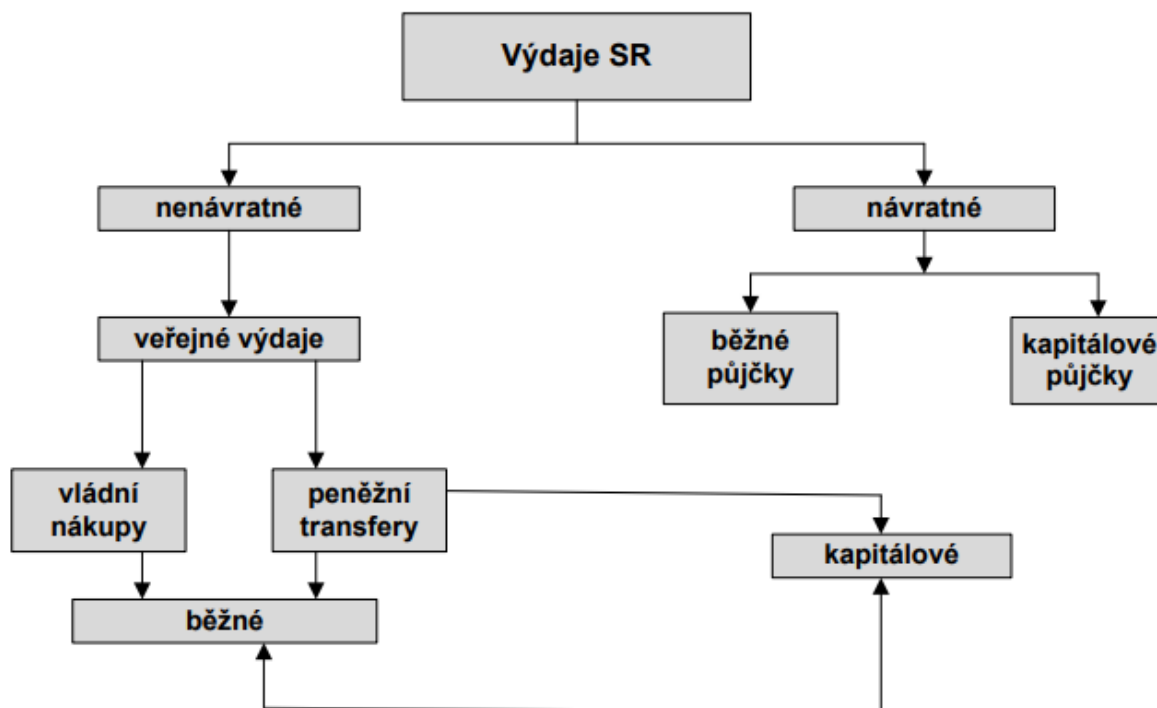 Výdaje SR
nenávratné
návratné
veřejné výdaje
běžné
půjčky
kapitálové
půjčky
vládní
nákupy
peněžní
transfery
kapitálové
běžné